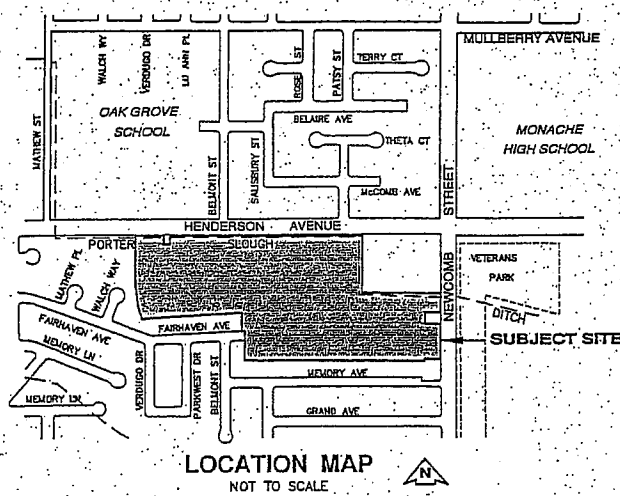 MULLBERRY AVENUE
WALCH WY
VERDUGO DR
LU ANN PL
ROSE ST
PATSY ST
TERRY CT
MATHEW ST
OAK GROVE
SCHOOL
BELAIRE AVE
MONACHE
HIGH SCHOOL
THETA CT
BELMONT ST
SALISBURY ST
McCOMB AVE
NEWCOMB STREET
HENDERSON AVENUE
PORTER SLOUGH
VETERANS
PARK
MATHEW PL
WALCH WAY
DITCH
FAIRHAVEN AVE
FAIRHAVEN AVE
SUBJECT SITE
MEMORY LN
VERDUGO DR
PARKWEST DR
BELMONT ST
MEMORY AVE
MEMORY LN
GRAND AVE
LOCATION MAP
N
NOT TO SCALE